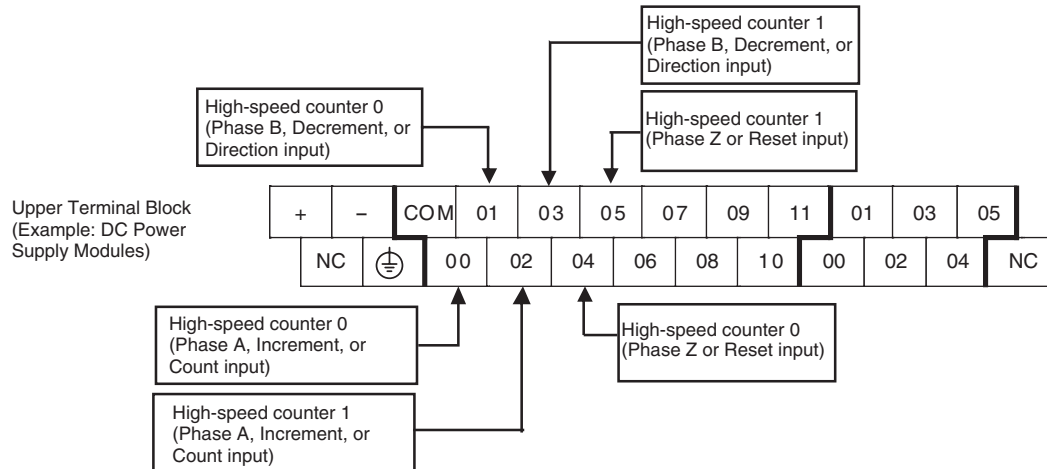 High-speed counter 1
(Phase B, Decrement, or
Direction input)
High-speed counter 0
(Phase B, Decrement, or
Direction input)
High-speed counter 1
(Phase Z or Reset input)
Upper Terminal Block
(Example: DC Power
Supply Modules)
+ – COM 01 03 05 07 09 11 01 03 05
NC 00 02 04 06 08 10 00 02 04 NC
High-speed counter 0
(Phase A, Increment, or
Count input)
High-speed counter 0
(Phase Z or Reset input)
High-speed counter 1
(Phase A, Increment, or
Count input)